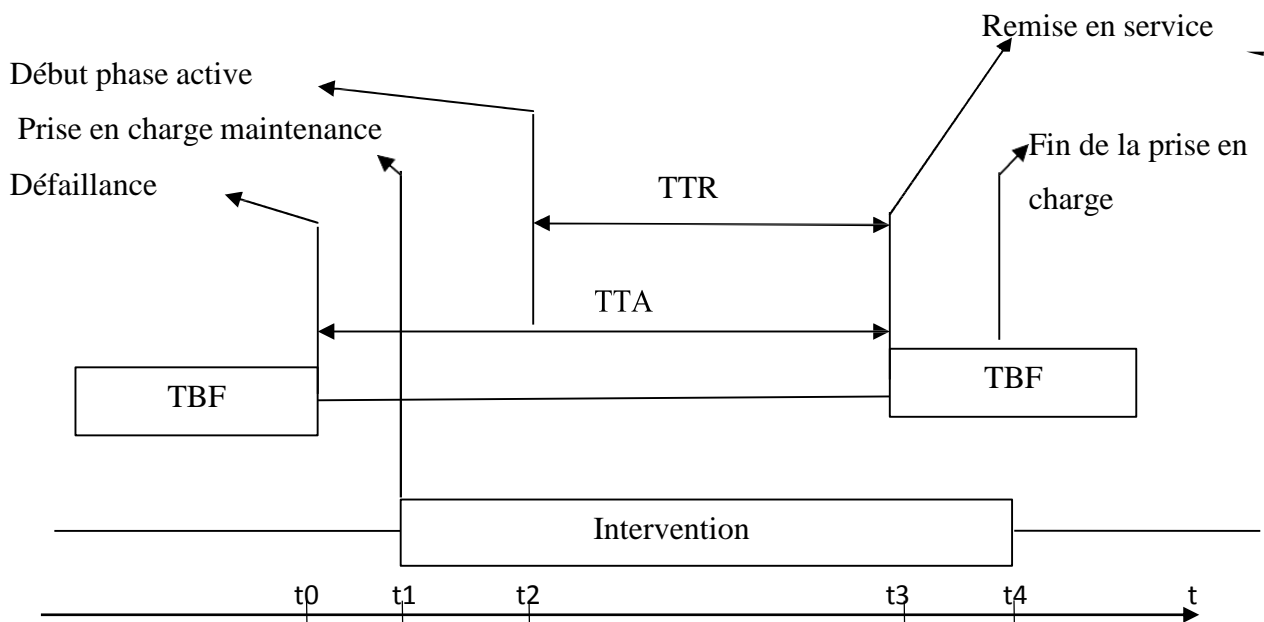 Remise en service
Début phase active
Prise en charge maintenance
Fin de la prise en
charge
Défaillance
TTR
TTA
TBF
TBF
Intervention
t0 t1 t2 t3 t4 t